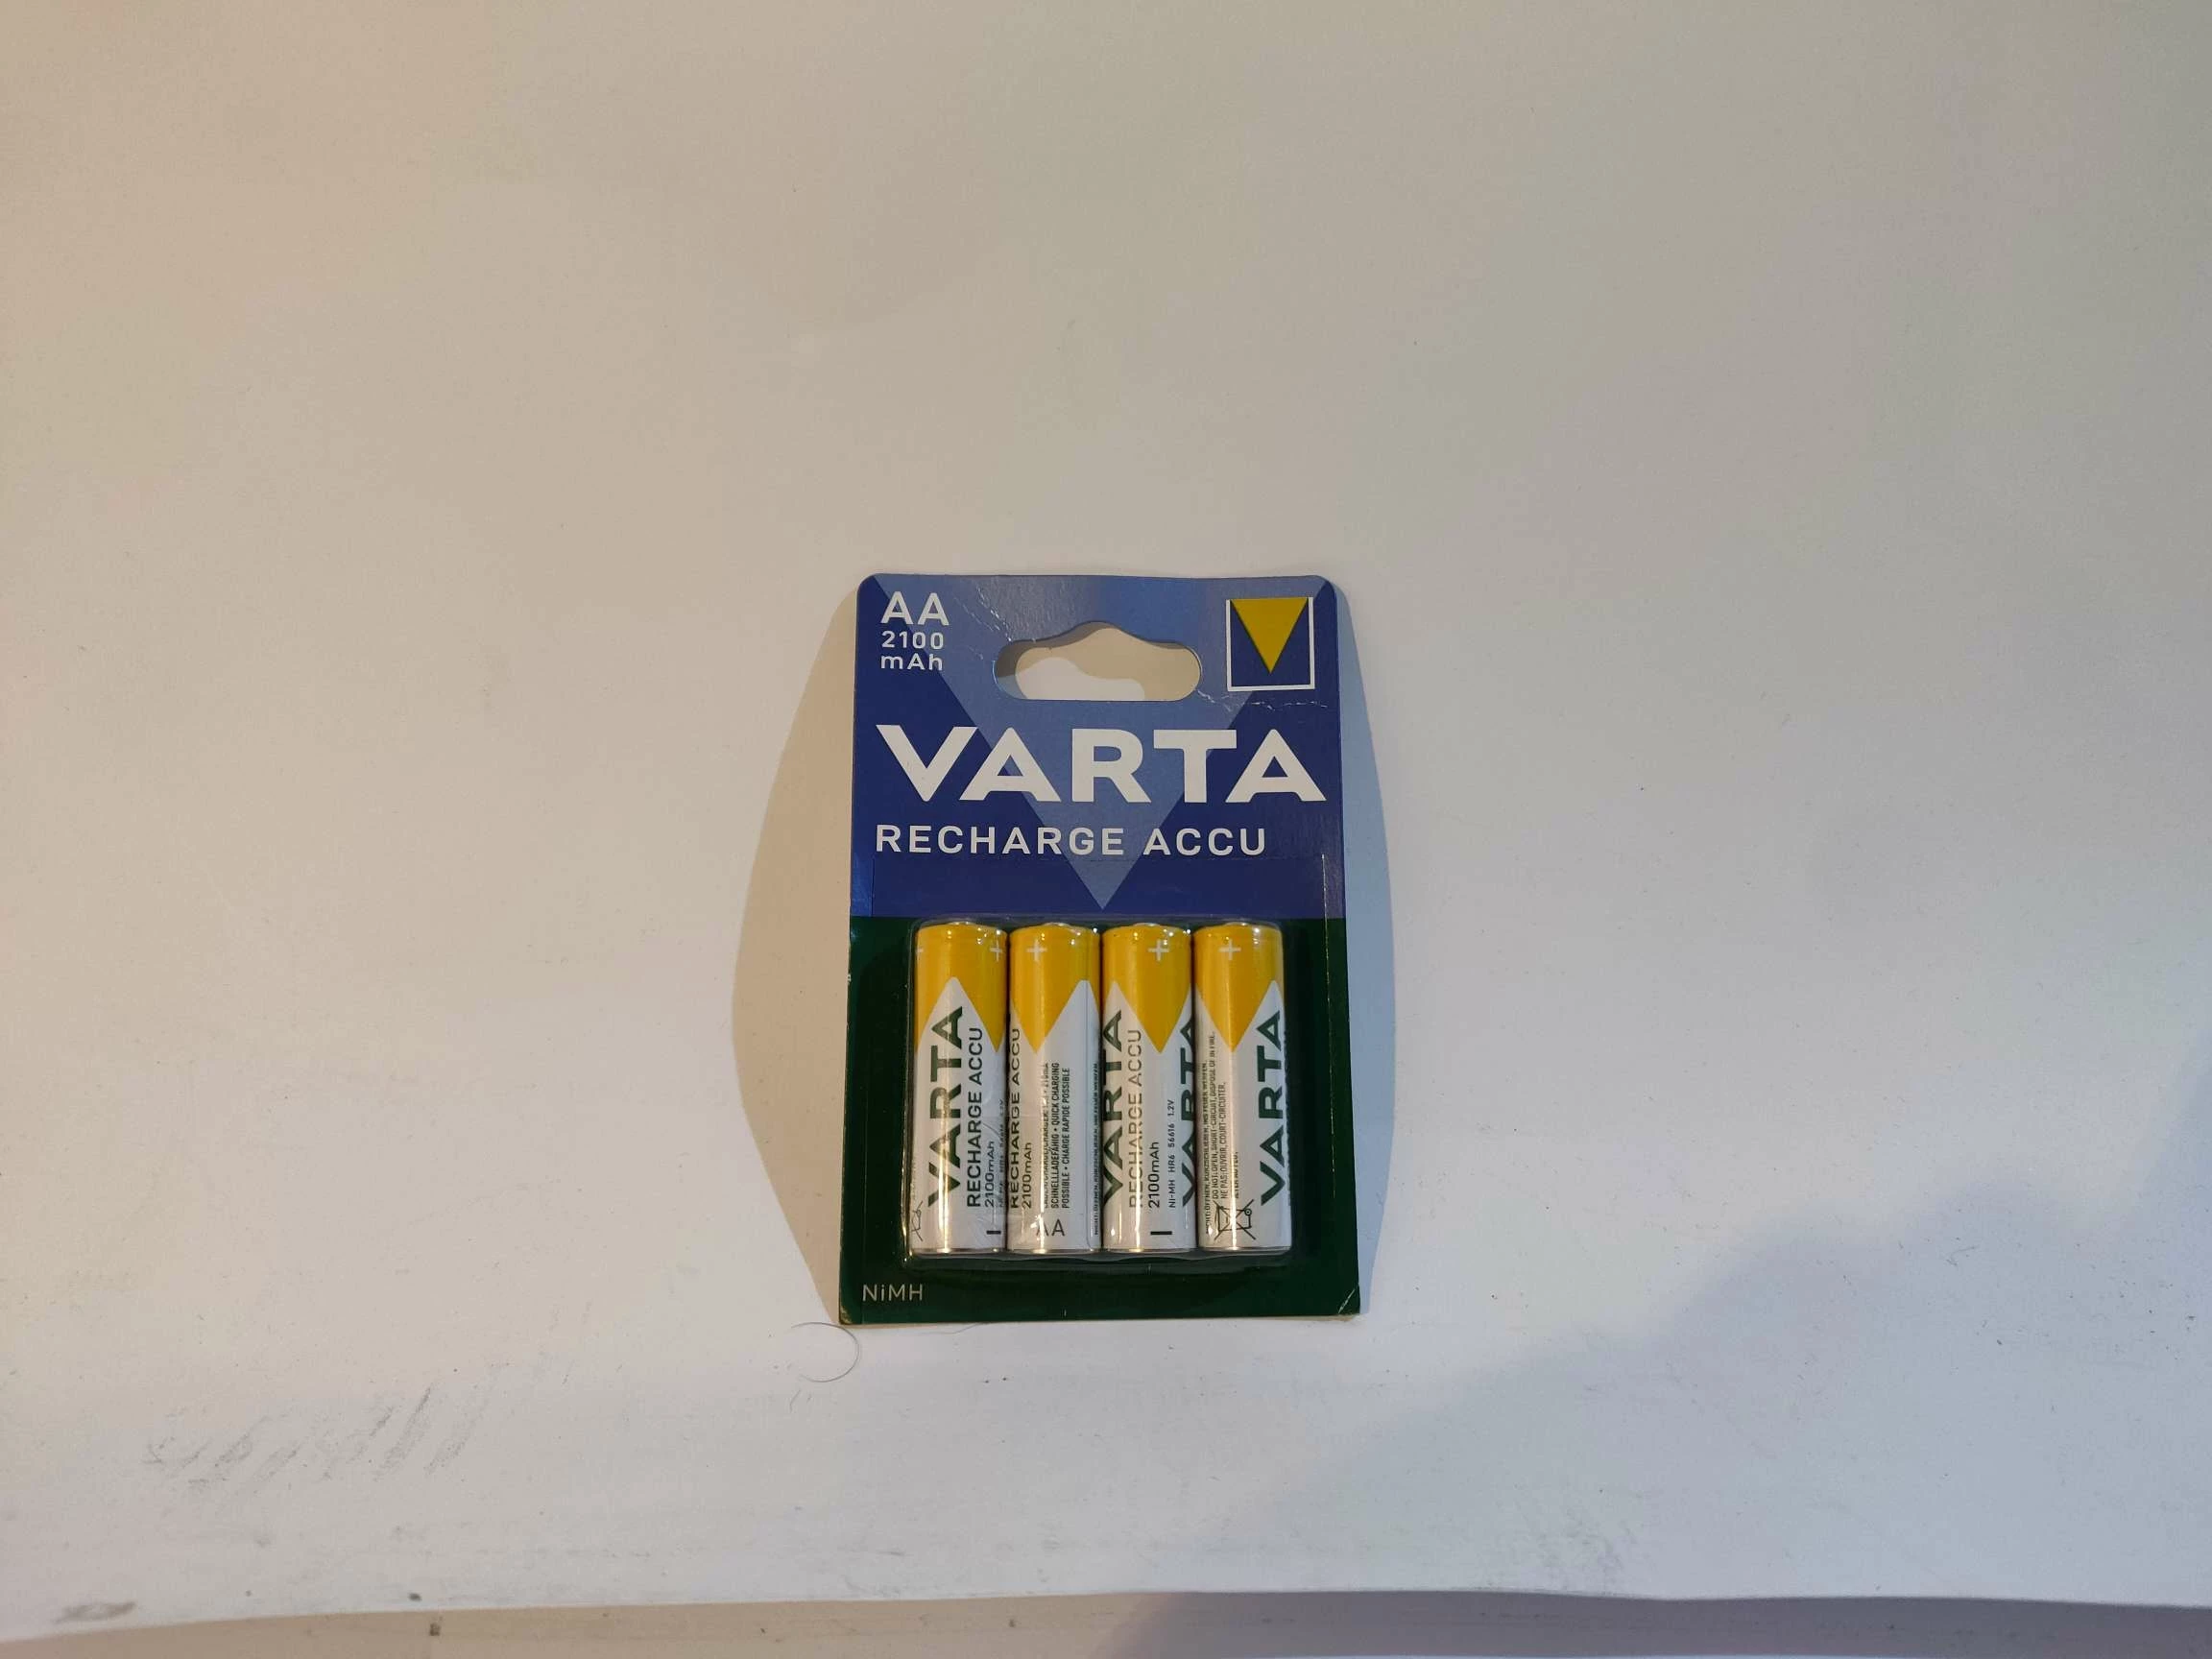 AA
2100
mAh
VARTA
RECHARGE ACCU
VARTA
RECHARGE ACCU
2100mAh
RECHARGE ACCU
2100mAh
SCHNELLLADEFÄHIG • QUICK CHARGING
POSSIBLE • CHARGE RAPIDE POSSIBLE
AA
VARTA
RECHARGE ACCU
2100mAh
NI-MH HR6 56616 1.2V
VARTA
DO NOT OPEN, SHORT-CIRCUIT, DISPOSE OF IN FIRE.
NE PAS: OUVRIR, COURT-CIRCUITER,
VARTA
NiMH